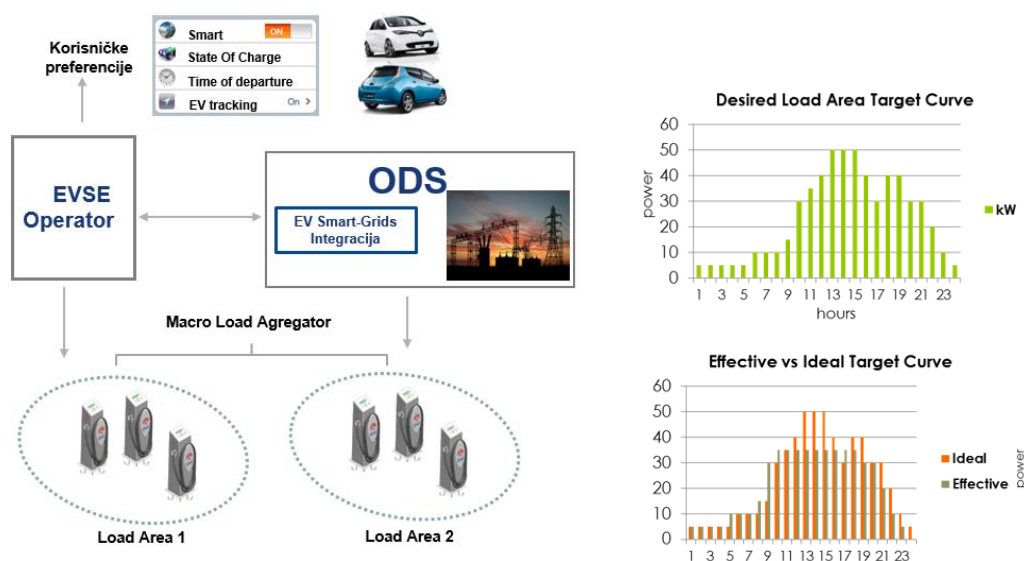 Korisničke
preferencije
Smart ON
State Of Charge
Time of departure
EV tracking On >
EVSE
Operator
ODS
EV Smart-Grids
Integracija
Macro Load Agregator
Load Area 1
Load Area 2
Desired Load Area Target Curve
60
50
40
30
20
10
0
power
1 3 5 7 9 11 13 15 17 19 21 23
hours
kW
Effective vs Ideal Target Curve
60
50
40
30
20
10
0
1 3 5 7 9 11 13 15 17 19 21 23
Ideal
Effective
power